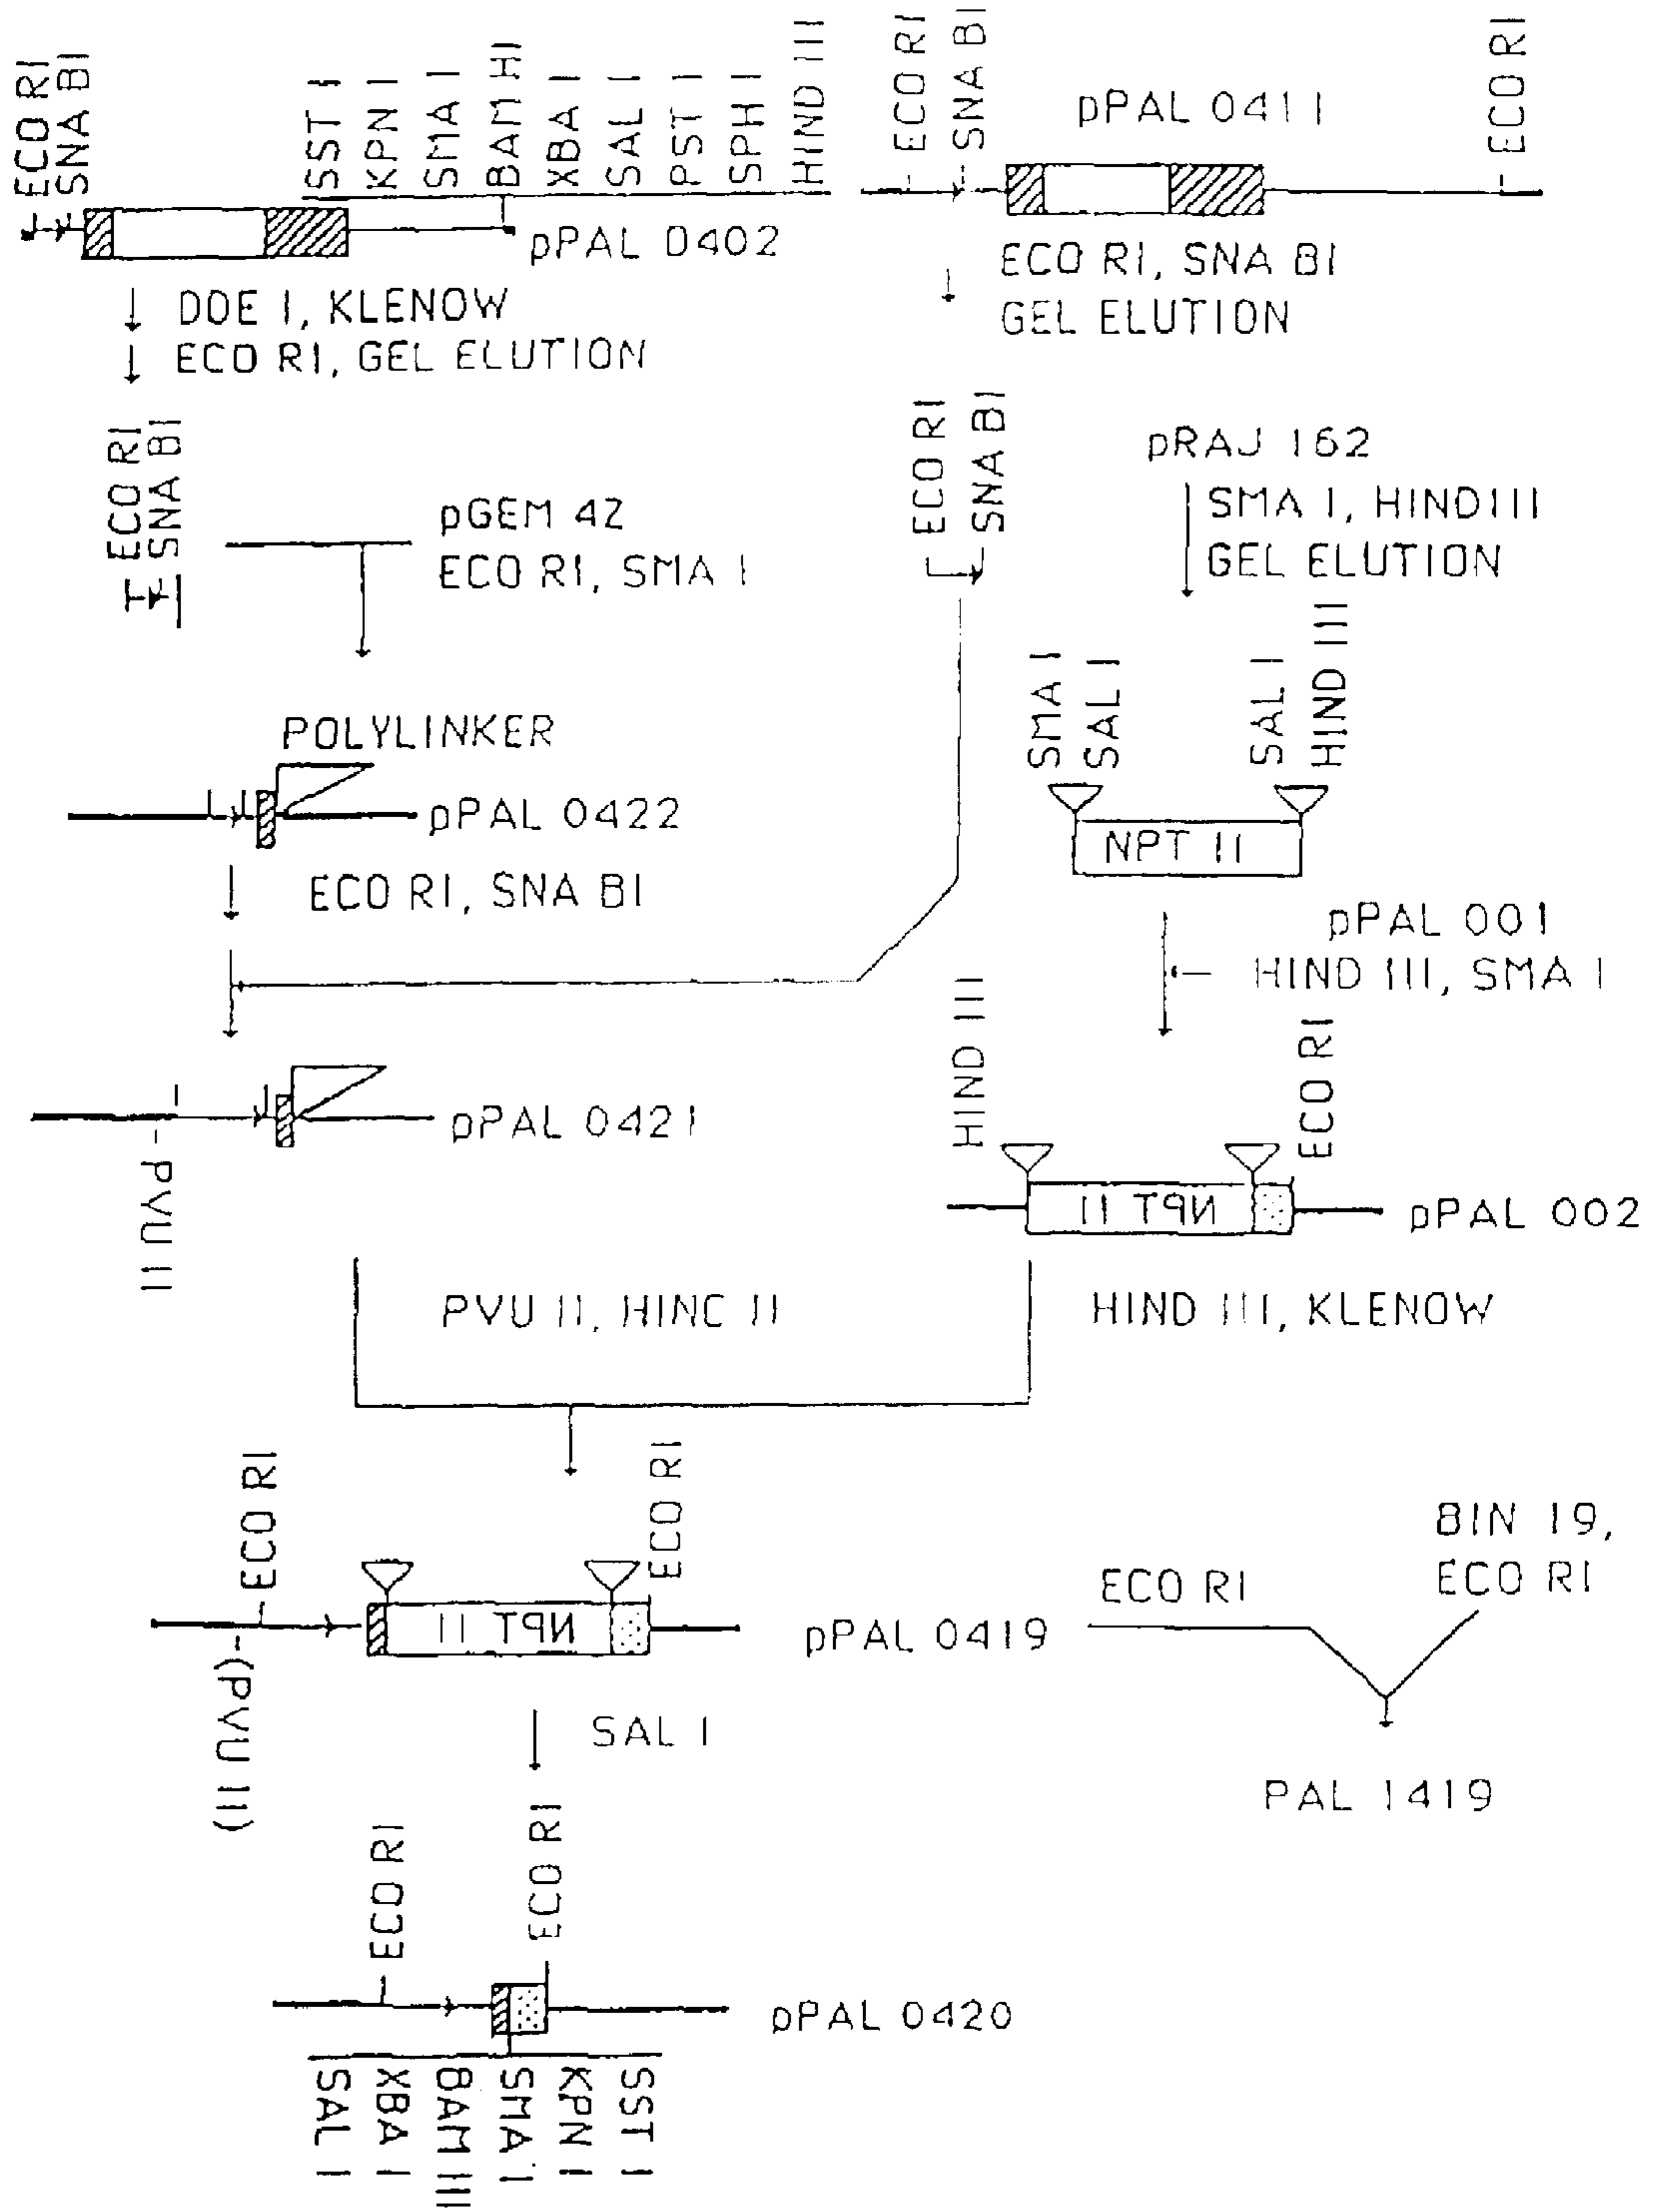 ECO RI
SNA BI
SST I
KPN I
SMA I
BAM HI
XBA I
SAL I
PST I
SPH I
HIND III
ECO RI
SNA BI
pPAL 0411
ECO RI
pPAL 0402
DOE I, KLENOW
ECO RI, GEL ELUTION
ECO RI, SNA BI
GEL ELUTION
ECO RI
SNA BI
pGEM 4Z
ECO RI, SMA I
ECO RI
SNA BI
pRAJ 162
SMA I, HIND III
GEL ELUTION
POLYLINKER
pPAL 0422
ECO RI, SNA BI
SMA I
SAL I
SAL I
HIND III
NPT II
pPAL 001
HIND III, SMA I
pPAL 0421
PVU II
HIND III
ECO RI
NPT II
pPAL 002
PVU II, HINC II
HIND III, KLENOW
ECO RI
ECO RI
NPT II
(PVU II)
pPAL 0419
ECO RI
BIN 19,
ECO RI
PAL 1419
SAL I
ECO RI
ECO RI
pPAL 0420
SAL I
XBA I
BAM III
SMA I
KPN I
SST I